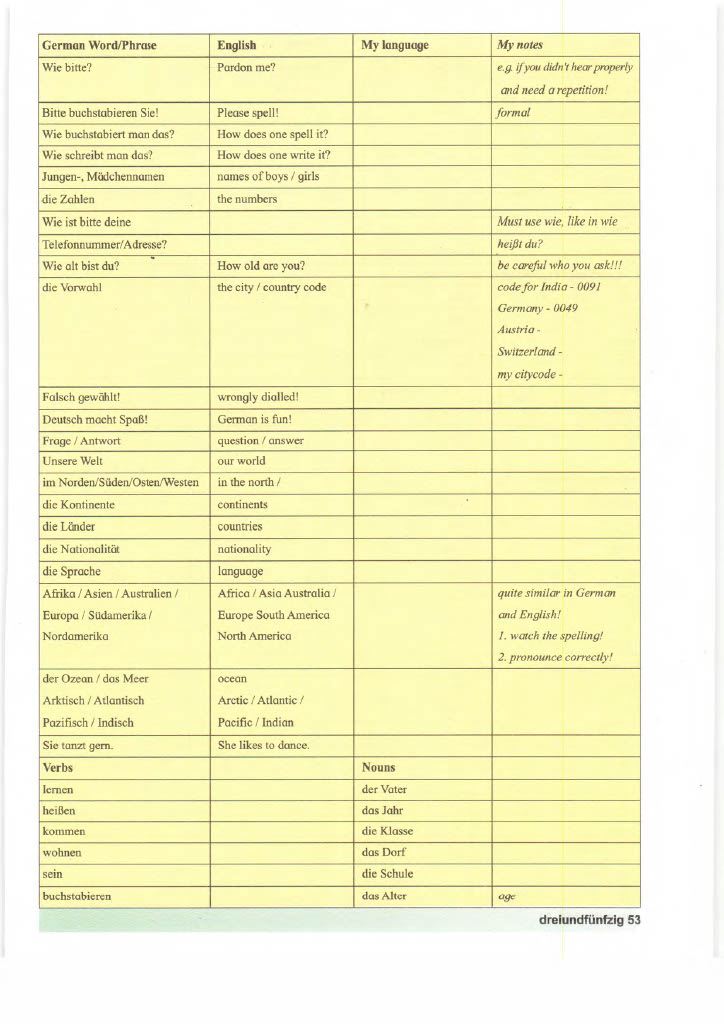 German Word/Phrase English My language My notes
Wie bitte? Pardon me? e.g. if you didn't hear properly
and need a repetition!
Bitte buchstabieren Sie! Please spell! formal
Wie buchstabiert man das? How does one spell it?
Wie schreibt man das? How does one write it?
Jungen-, Mädchennamen names of boys / girls
die Zahlen the numbers
Wie ist bitte deine Must use wie, like in wie
Telefonnummer/Adresse? heißt du?
Wie alt bist du? How old are you? be careful who you ask!!!
die Vorwahl the city / country code code for India - 0091
Germany - 0049
Austria -
Switzerland -
my citycode -
Falsch gewählt! wrongly dialled!
Deutsch macht Spaß! German is fun!
Frage / Antwort question / answer
Unsere Welt our world
im Norden/Süden/Osten/Westen in the north /
die Kontinente continents
die Länder countries
die Nationalität nationality
die Sprache language
Afrika / Asien / Australien / Africa / Asia Australia / quite similar in German
Europa / Südamerika / Europe South America and English!
Nordamerika North America 1. watch the spelling!
2. pronounce correctly!
der Ozean / das Meer ocean
Arktisch / Atlantisch Arctic / Atlantic /
Pazifisch / Indisch Pacific / Indian
Sie tanzt gern. She likes to dance.
Verbs Nouns
lernen der Vater
heißen das Jahr
kommen die Klasse
wohnen das Dorf
sein die Schule
buchstabieren das Alter age
dreiundfünfzig 53